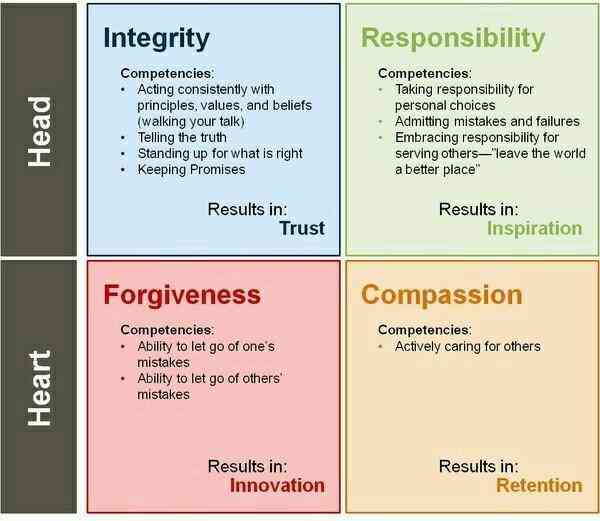 Head
Integrity
Competencies:
• Acting consistently with
principles, values, and beliefs
(walking your talk)
• Telling the truth
• Standing up for what is right
• Keeping Promises
Results in:
Trust
Responsibility
Competencies:
• Taking responsibility for
personal choices
• Admitting mistakes and failures
• Embracing responsibility for
serving others—"leave the world
a better place"
Results in:
Inspiration
Heart
Forgiveness
Competencies:
• Ability to let go of one's
mistakes
• Ability to let go of others'
mistakes
Results in:
Innovation
Compassion
Competencies:
• Actively caring for others
Results in:
Retention